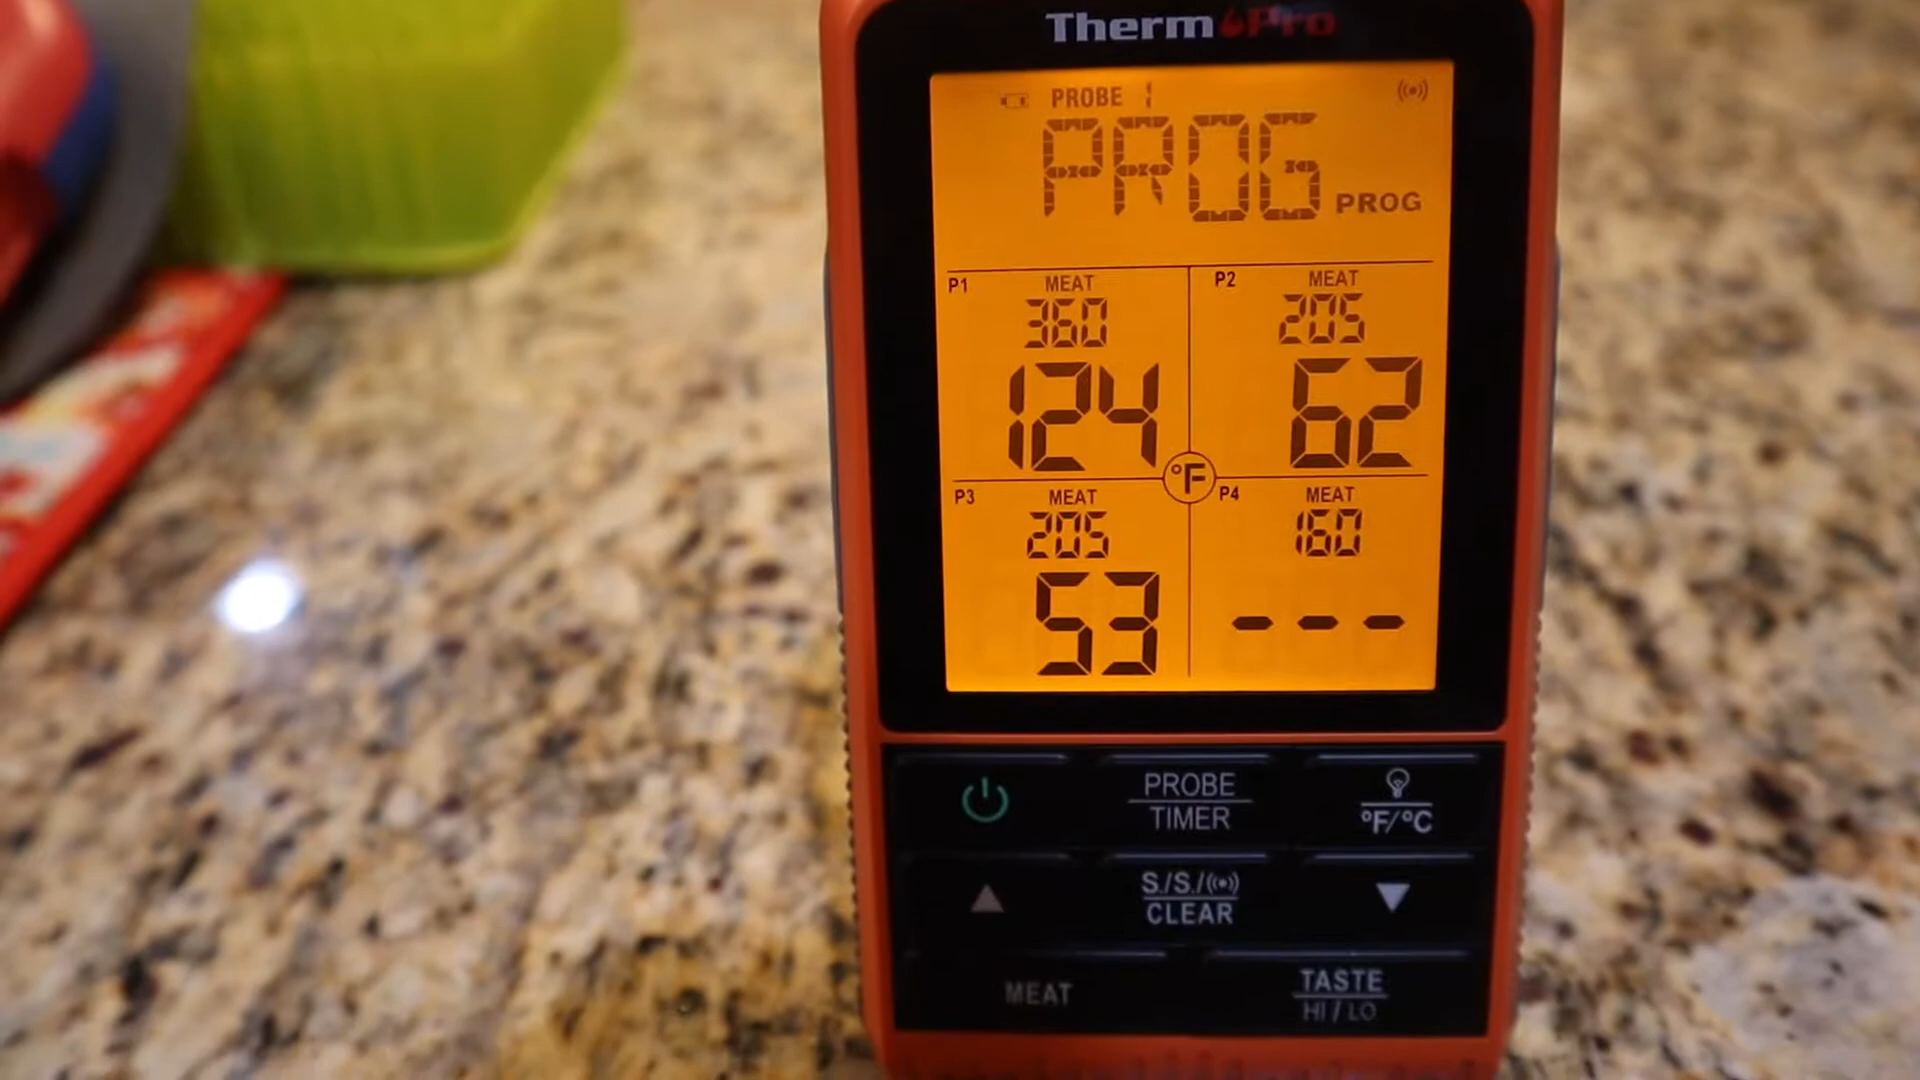 ThermPro
PROBE 1
PROG PROG
P1 MEAT
360
124
P2 MEAT
205
62
°F
P3 MEAT
205
53
P4 MEAT
160
---
PROBE
TIMER
°F/°C
S./S./((•))
CLEAR
MEAT
TASTE
HI / LO